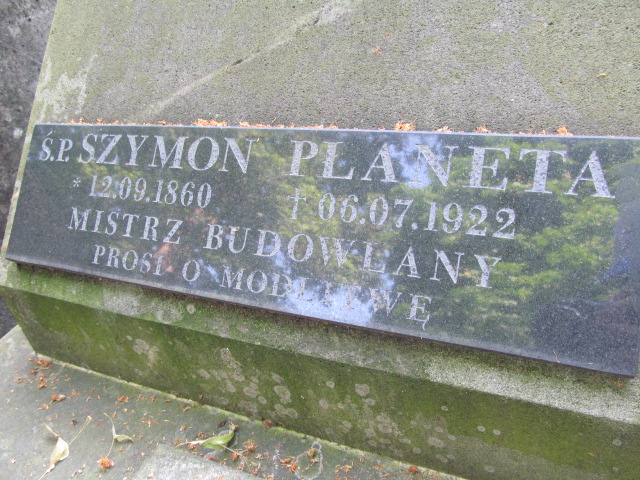 Ś.P. SZYMON PLANETA
* 12.09.1860 † 06.07.1922
MISTRZ BUDOWLANY
PROSI O MODLITWĘ